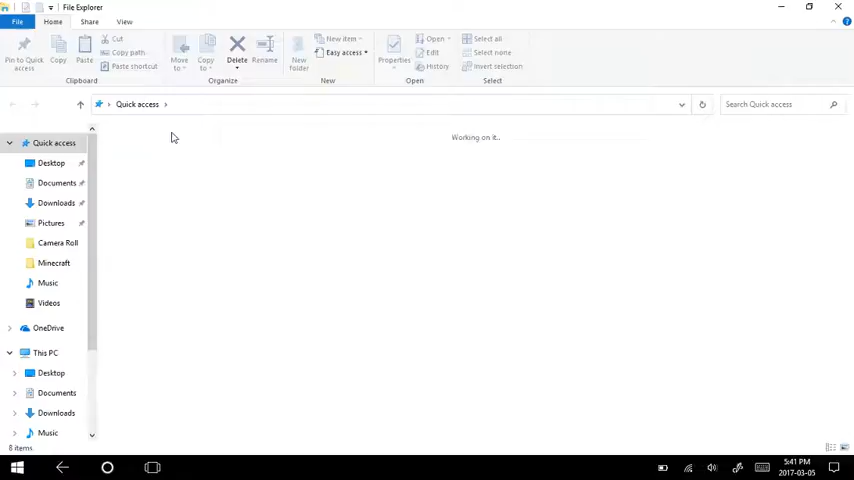 File Explorer
File Home Share View
Pin to Quick access
Copy
Paste
Cut
Copy path
Paste shortcut
Clipboard
Move to
Copy to
Delete
Rename
Organize
New Folder
New item
Easy access
New
Properties
Open
Edit
History
Open
Select all
Select none
Invert selection
Select
Quick access
Search Quick access
Working on it..
Quick access
Desktop
Documents
Downloads
Pictures
Camera Roll
Minecraft
Music
Videos
OneDrive
This PC
Desktop
Documents
Downloads
Music
8 items
5:41 PM
2017-03-05